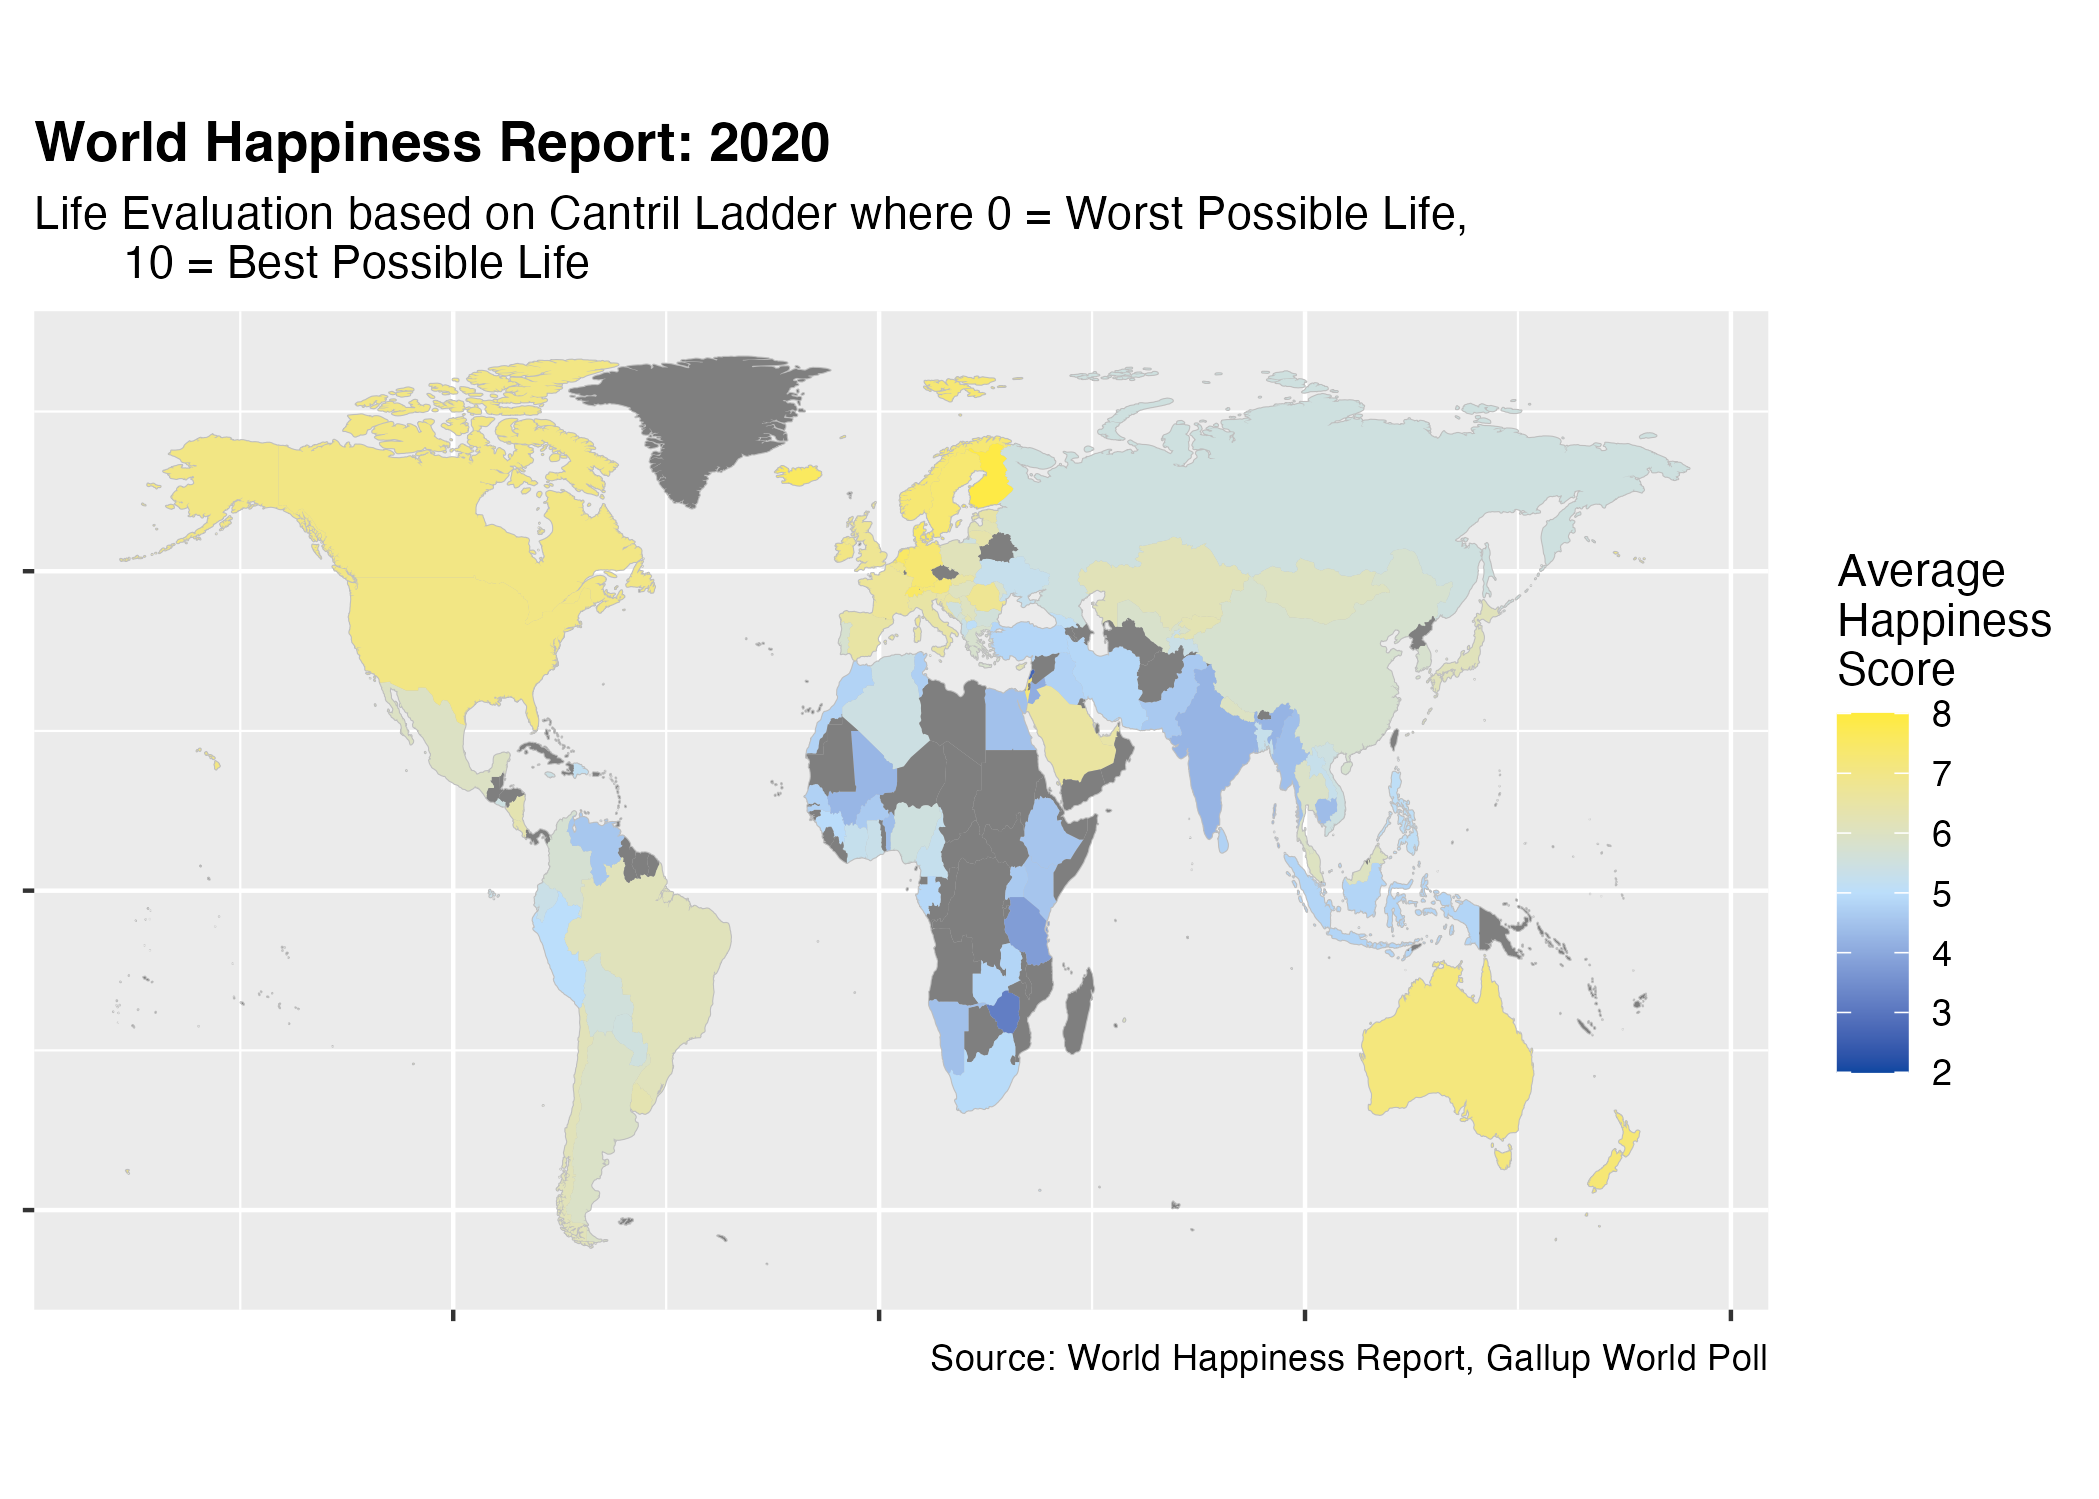 World Happiness Report: 2020
Life Evaluation based on Cantril Ladder where 0 = Worst Possible Life,
10 = Best Possible Life
Average
Happiness
Score
8
7
6
5
4
3
2
Source: World Happiness Report, Gallup World Poll